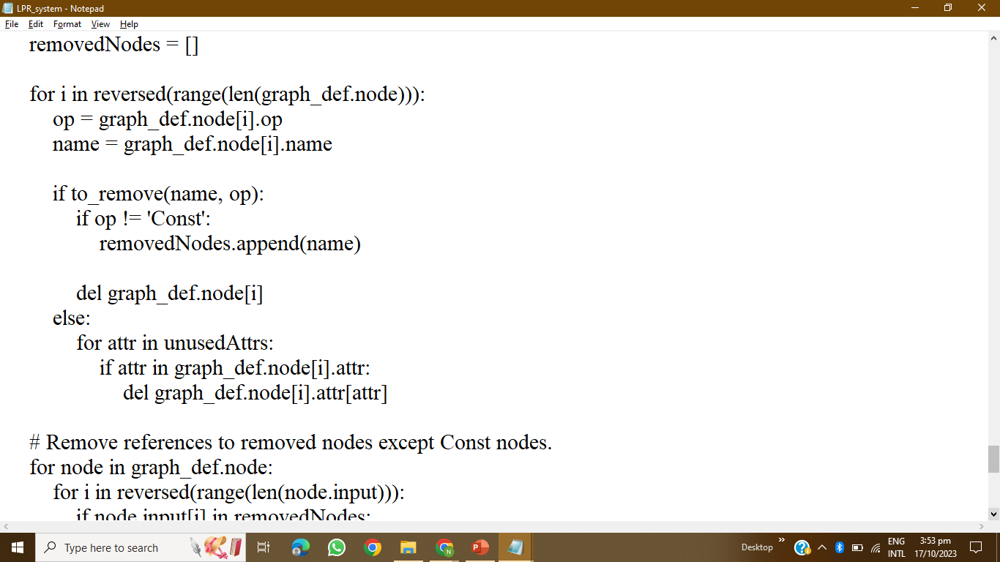 LPR_system - Notepad
File Edit Format View Help
removedNodes = []
for i in reversed(range(len(graph_def.node))):
op = graph_def.node[i].op
name = graph_def.node[i].name
if to_remove(name, op):
if op != 'Const':
removedNodes.append(name)
del graph_def.node[i]
else:
for attr in unusedAttrs:
if attr in graph_def.node[i].attr:
del graph_def.node[i].attr[attr]
# Remove references to removed nodes except Const nodes.
for node in graph_def.node:
for i in reversed(range(len(node.input))):
if node.input[i] in removedNodes:
Type here to search
Desktop
ENG
INTL
3:53 pm
17/10/2023